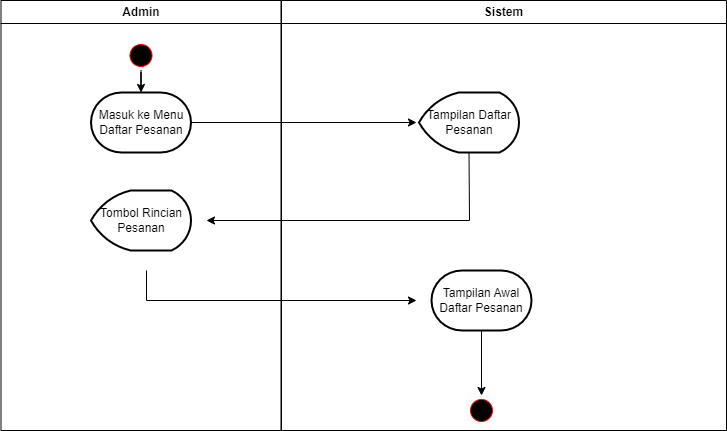 Admin
Sistem
Masuk ke Menu
Daftar Pesanan
Tampilan Daftar
Pesanan
Tombol Rincian
Pesanan
Tampilan Awal
Daftar Pesanan